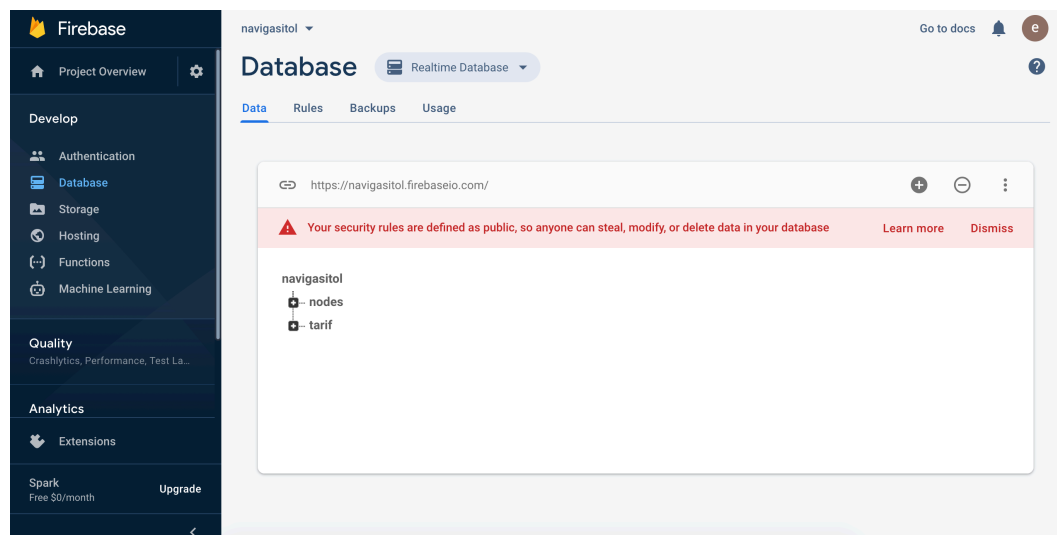 Firebase
Project Overview
Develop
Authentication
Database
Storage
Hosting
Functions
Machine Learning
Quality
Crashlytics, Performance, Test La...
Analytics
Extensions
Spark
Free $0/month
Upgrade
navigasitol
Go to docs
e
Database
Realtime Database
Data Rules Backups Usage
https://navigasitol.firebaseio.com/
Your security rules are defined as public, so anyone can steal, modify, or delete data in your database Learn more Dismiss
navigasitol
nodes
tarif